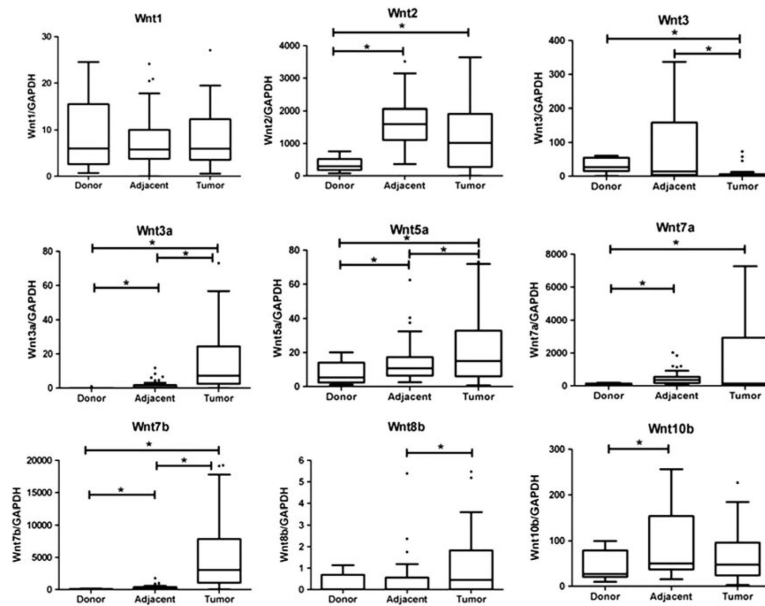 Wnt1
Wnt1/GAPDH
30
20
10
0
Donor Adjacent Tumor
Wnt2
Wnt2/GAPDH
4000
3000
2000
1000
0
* *
Donor Adjacent Tumor
Wnt3
Wnt3/GAPDH
400
300
200
100
0
* *
Donor Adjacent Tumor
Wnt3a
Wnt3a/GAPDH
80
60
40
20
0
* * *
Donor Adjacent Tumor
Wnt5a
Wnt5a/GAPDH
80
60
40
20
0
* * *
Donor Adjacent Tumor
Wnt7a
Wnt7a/GAPDH
8000
6000
4000
2000
0
* *
Donor Adjacent Tumor
Wnt7b
Wnt7b/GAPDH
20000
15000
10000
5000
0
* * *
Donor Adjacent Tumor
Wnt8b
Wnt8b/GAPDH
8
6
4
2
1
0
*
Donor Adjacent Tumor
Wnt10b
Wnt10b/GAPDH
300
200
100
0
*
Donor Adjacent Tumor